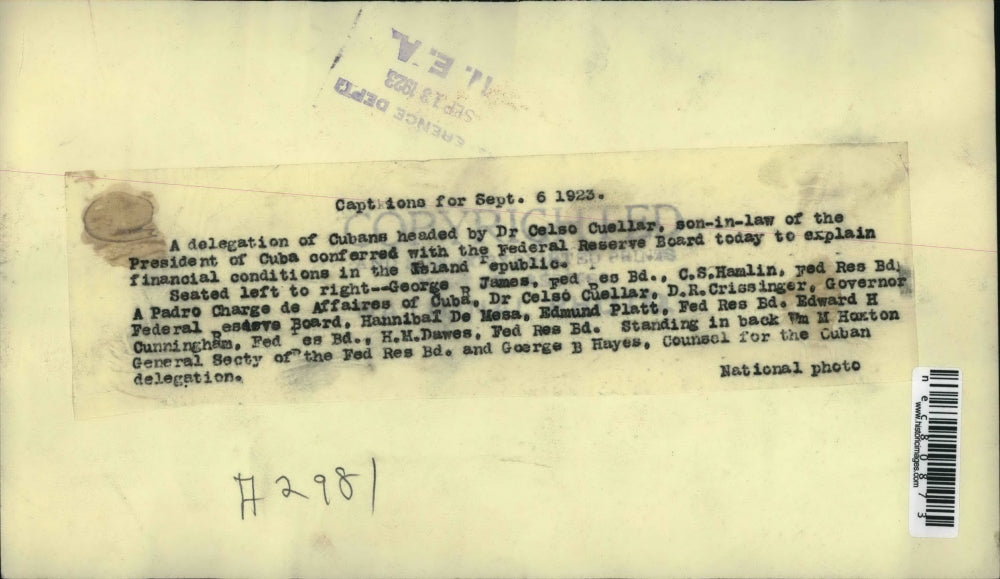 11. E.A.
SEP 13 1923
ERENCE DEPT
Captions for Sept. 6 1923.
COPYRIGHTED
A delegation of Cubans headed by Dr Celso Cuellar, son-in-law of the
President of Cuba conferred with the Federal Reserve Board today to explain
financial conditions in the Island Republic.
Seated left to right--George R James, Fed Res Bd., C.S.Hamlin, Fed Res Bd,
A Padro Charge de Affaires of Cuba, Dr Celso Cuellar, D.R.Crissinger, Governor
Federal Reseeve Board, Hannibal De Mesa, Edmund Platt, Fed Res Bd. Edward H
Cunningham, Fed Res Bd., H.M.Dawes, Fed Res Bd. Standing in back Wm M Hoxton
General Secty of the Fed Res Bd. and George B Hayes, Counsel for the Cuban
delegation.
National photo
#2981
nec80873
www.historicimages.com